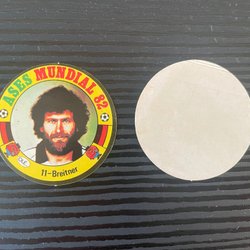 ASES MUNDIAL 82
11-Breitner